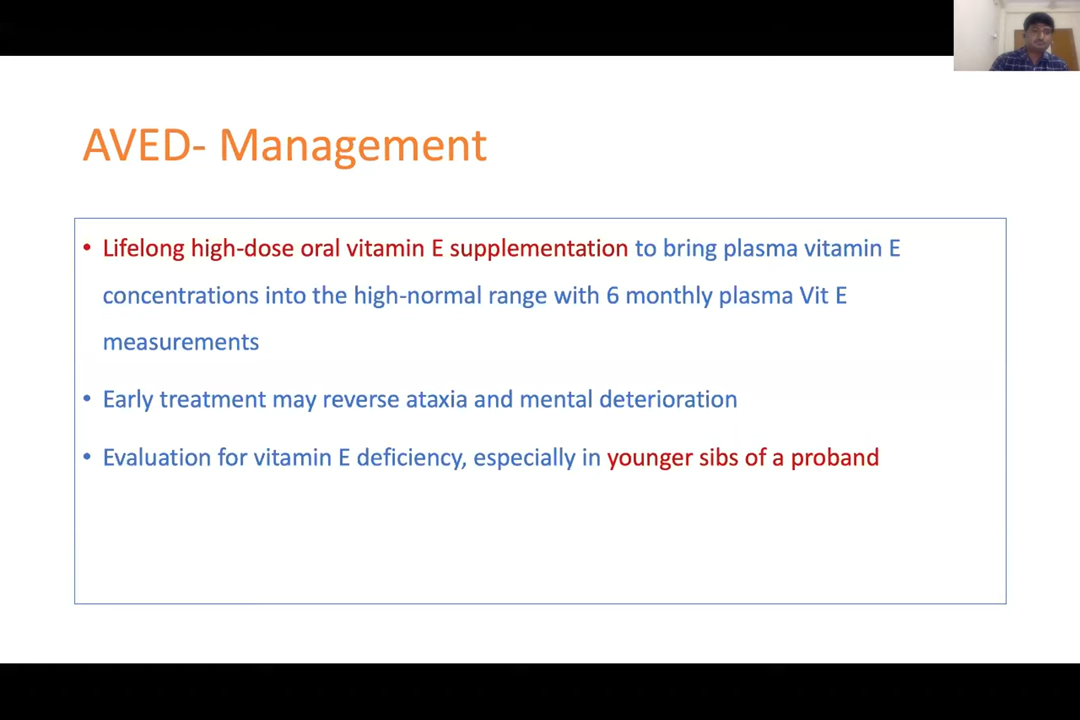 AVED- Management
• Lifelong high-dose oral vitamin E supplementation to bring plasma vitamin E
concentrations into the high-normal range with 6 monthly plasma Vit E
measurements
• Early treatment may reverse ataxia and mental deterioration
• Evaluation for vitamin E deficiency, especially in younger sibs of a proband